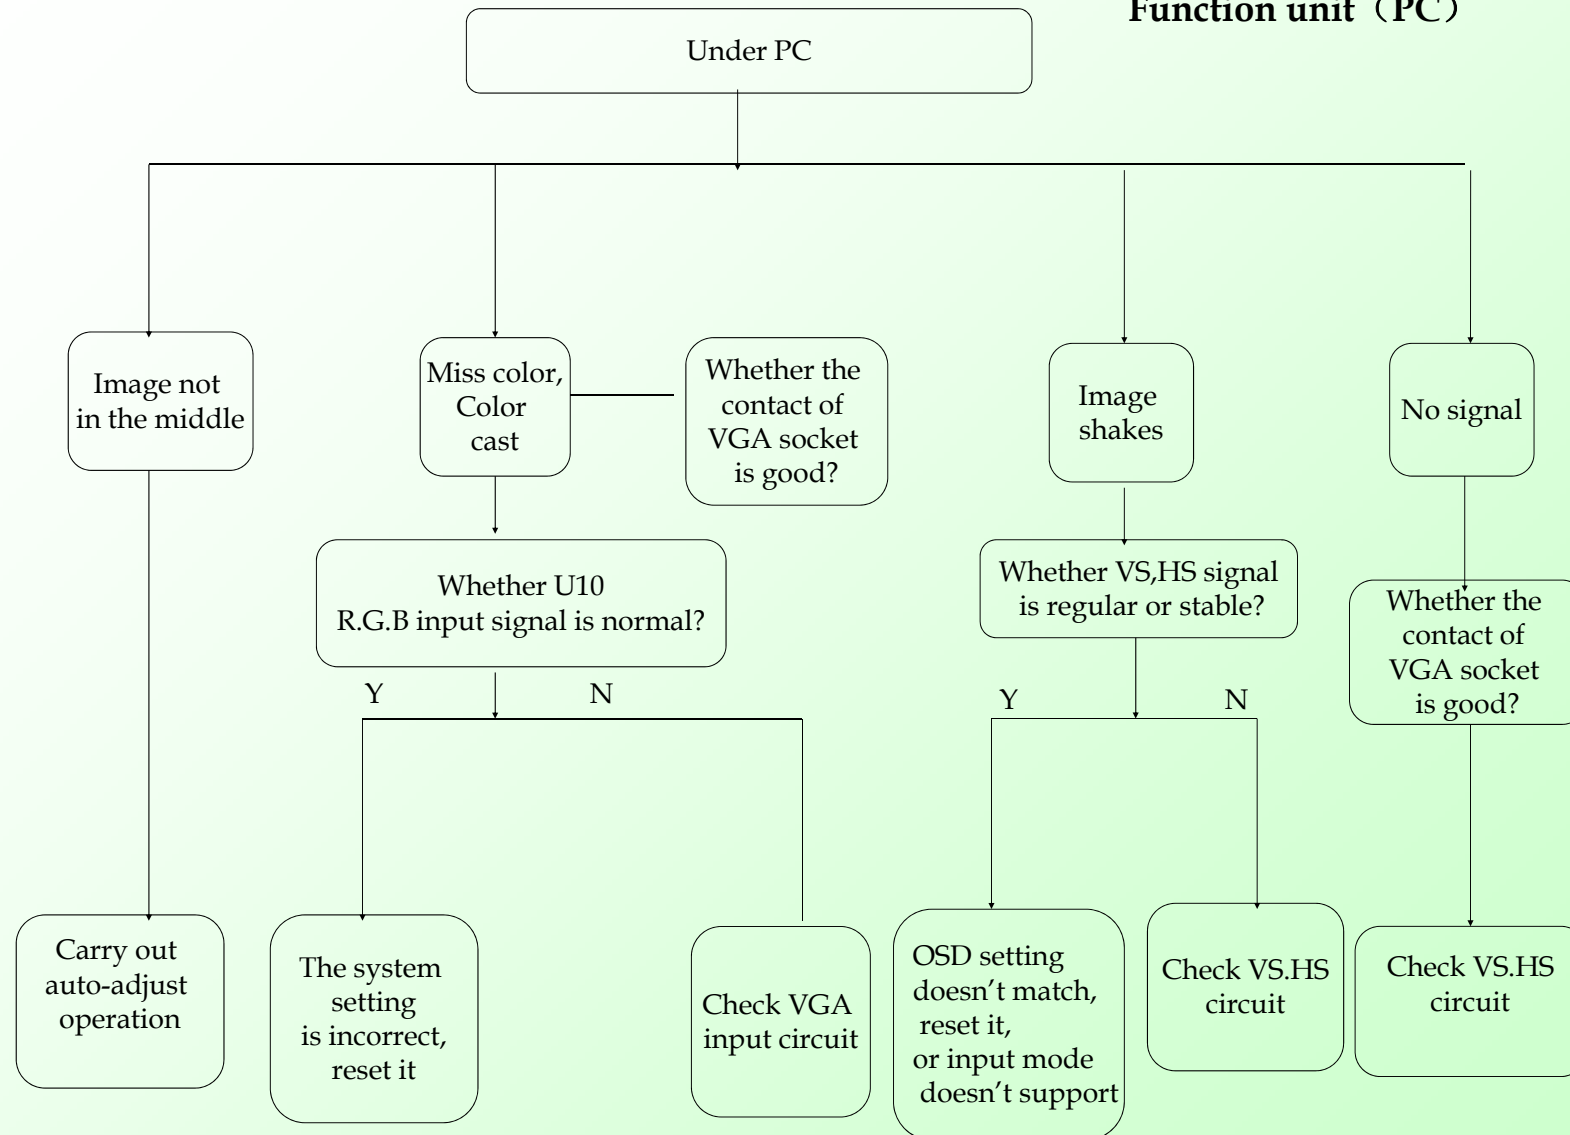 Function unit（PC）
Under PC
Image not
in the middle
Miss color,
Color
cast
Whether the
contact of
VGA socket
is good?
Image
shakes
No signal
Whether U10
R.G.B input signal is normal?
Whether VS,HS signal
is regular or stable?
Whether the
contact of
VGA socket
is good?
Y
N
Y
N
Carry out
auto-adjust
operation
The system
setting
is incorrect,
reset it
Check VGA
input circuit
OSD setting
doesn’t match,
reset it,
or input mode
doesn’t support
Check VS.HS
circuit
Check VS.HS
circuit